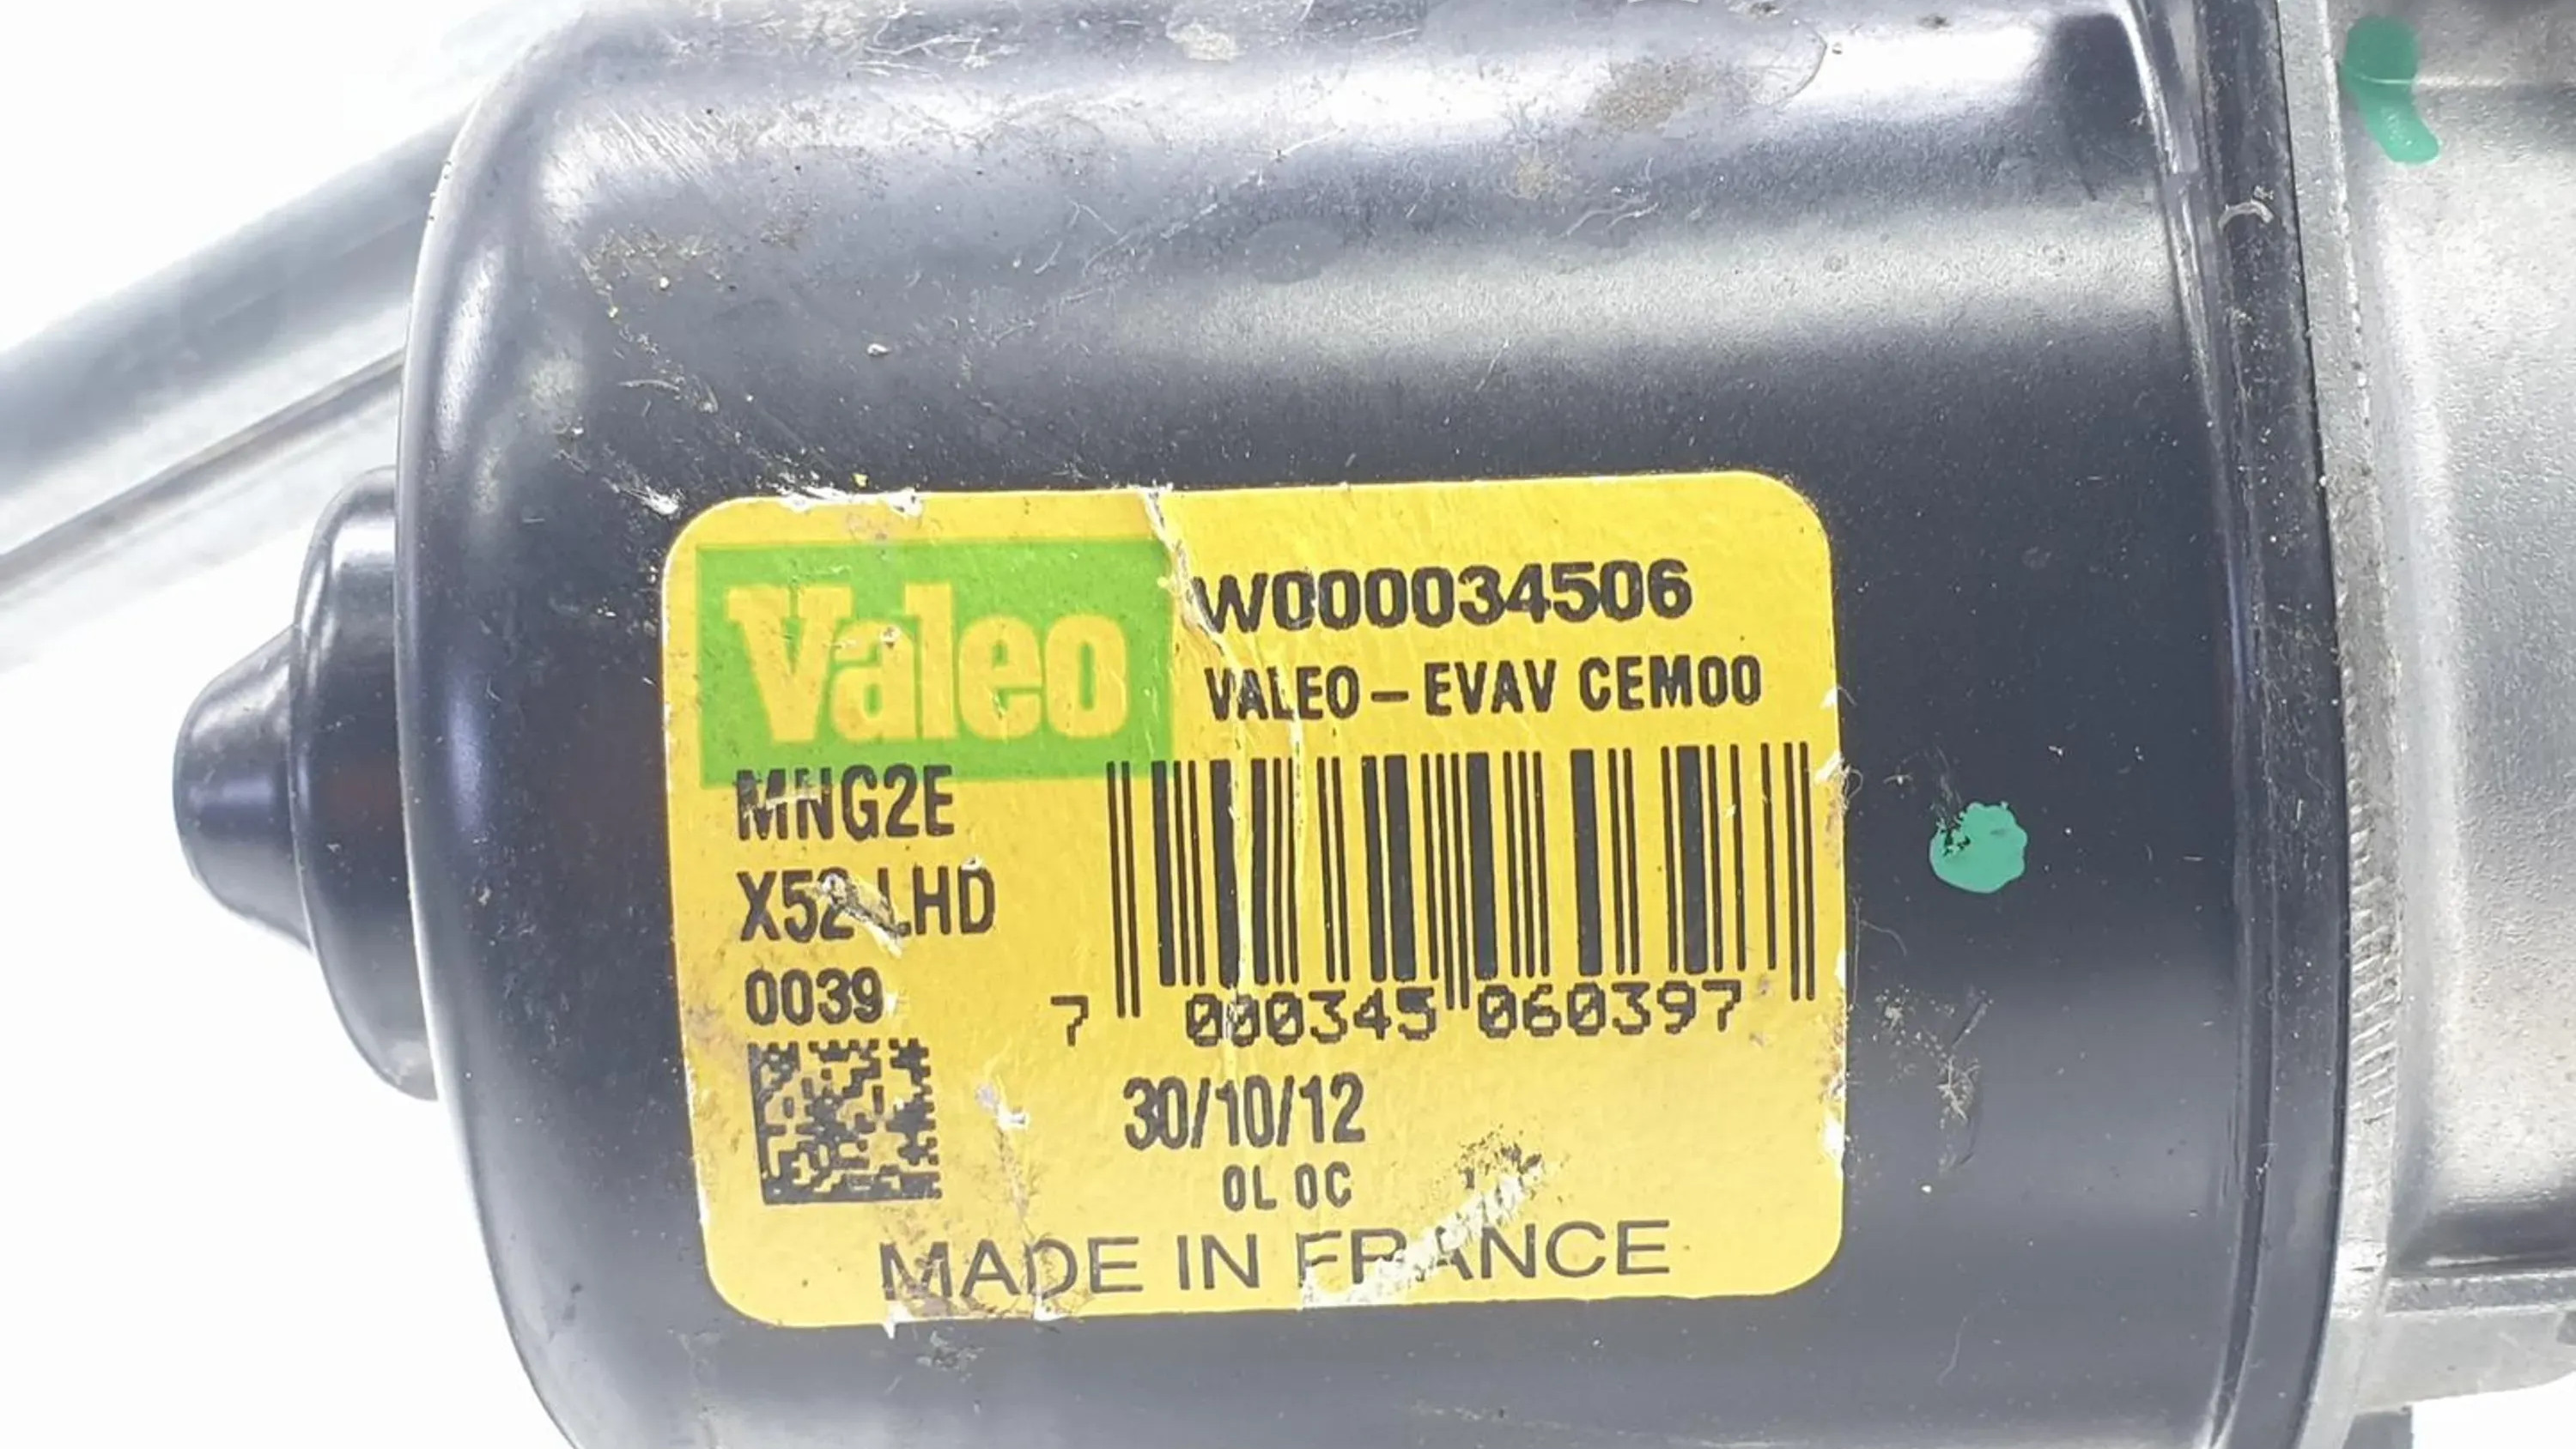 Valeo
W000034506
VALEO - EVAV CEM00
MNG2E
X52 LHD
0039
7 000345 060397
30/10/12
0L 0C
MADE IN FRANCE